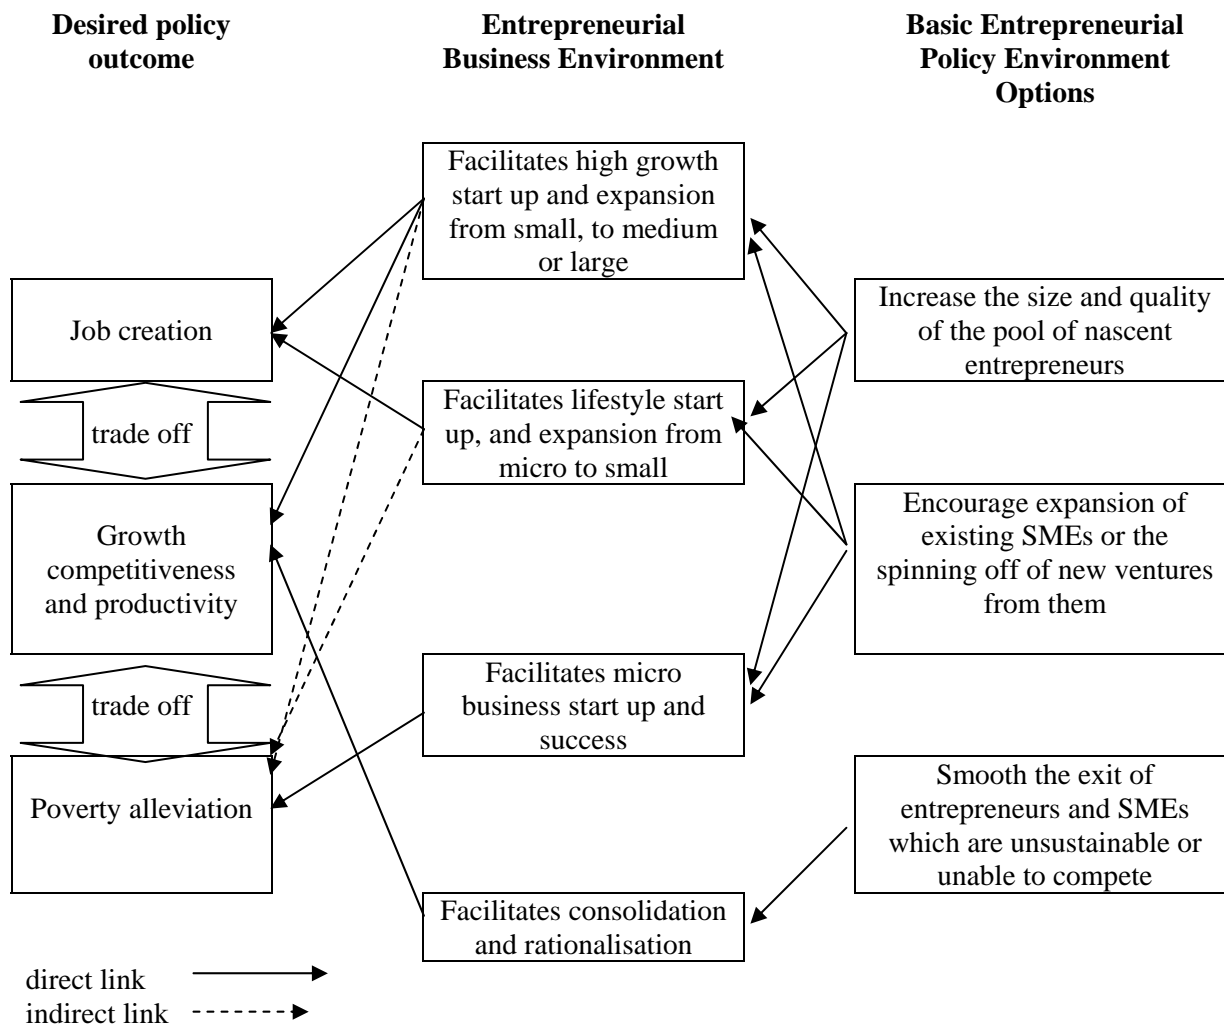 Desired policy
outcome
Entrepreneurial
Business Environment
Basic Entrepreneurial
Policy Environment
Options
Facilitates high growth
start up and expansion
from small, to medium
or large
Job creation
Increase the size and quality
of the pool of nascent
entrepreneurs
trade off
Facilitates lifestyle start
up, and expansion from
micro to small
Growth
competitiveness
and productivity
Encourage expansion of
existing SMEs or the
spinning off of new ventures
from them
trade off
Facilitates micro
business start up and
success
Poverty alleviation
Smooth the exit of
entrepreneurs and SMEs
which are unsustainable or
unable to compete
Facilitates consolidation
and rationalisation
direct link
indirect link